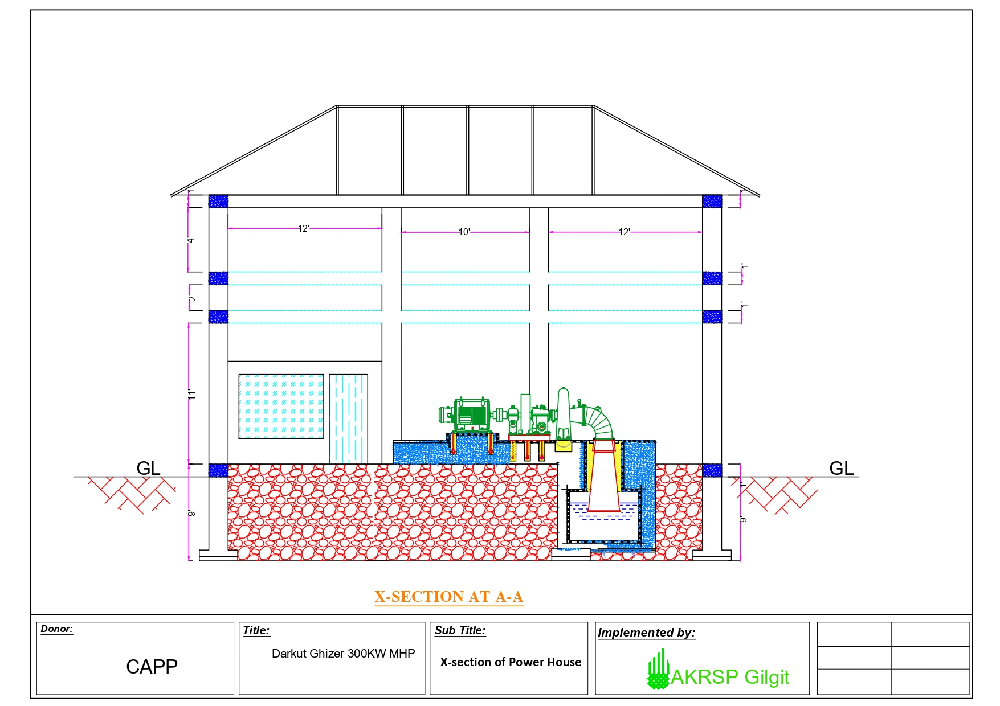 1'
1'
12'
10'
12'
4'
1'
2'
1'
11'
GL
GL
1'
9'
9'
X-SECTION AT A-A
Donor:
CAPP
Title:
Darkut Ghizer 300KW MHP
Sub Title:
X-section of Power House
Implemented by:
AKRSP Gilgit